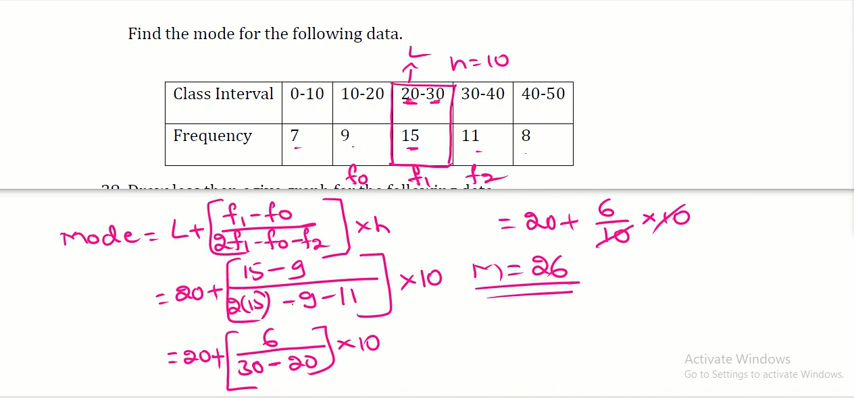 Find the mode for the following data.
L
h=10
Class Interval 0-10 10-20 20-30 30-40 40-50
Frequency 7 9 15 11 8
f0 f1 f2
Mode = L+[f1-f0/2f1-f0-f2]×h
=20+[15-9/2(15)-9-11]×10
=20+[6/30-20]×10
=20+6/10×10
M=26
Activate Windows
Go to Settings to activate Windows.